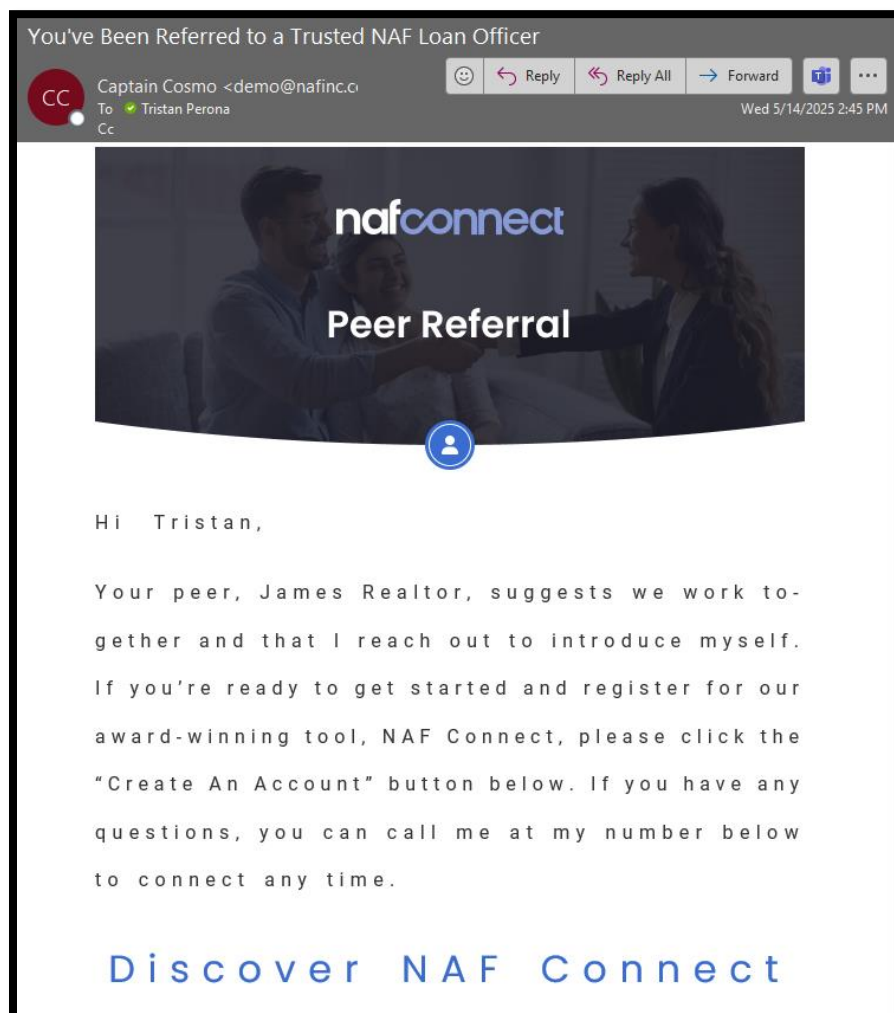 You've Been Referred to a Trusted NAF Loan Officer
CC
Captain Cosmo <demo@nafinc.c
Reply
Reply All
Forward
To Tristan Perona
Wed 5/14/2025 2:45 PM
Cc
nafconnect
Peer Referral
Hi Tristan,
Your peer, James Realtor, suggests we work to-
gether and that I reach out to introduce myself.
If you’re ready to get started and register for our
award-winning tool, NAF Connect, please click the
“Create An Account” button below. If you have any
questions, you can call me at my number below
to connect any time.
Discover NAF Connect